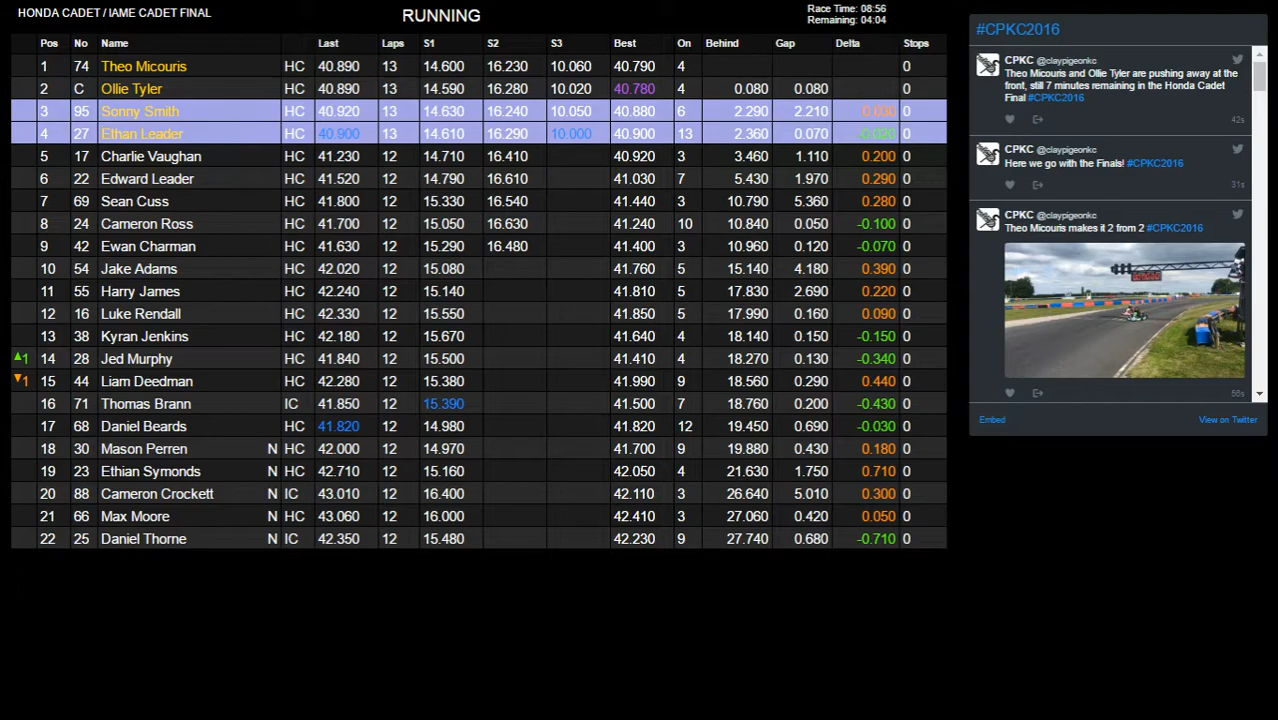 HONDA CADET / IAME CADET FINAL
RUNNING
Race Time: 08:56
Remaining: 04:04
Pos No Name Last Laps S1 S2 S3 Best On Behind Gap Delta Stops
1 74 Theo Micouris HC 40.890 13 14.600 16.230 10.060 40.790 4 0
2 C Ollie Tyler HC 40.890 13 14.590 16.280 10.020 40.780 2 0.080 0.080 0
3 95 Sonny Smith HC 40.920 13 14.630 16.240 10.050 40.880 6 2.290 2.210 0.030 0
4 27 Ethan Leader HC 40.900 13 14.610 16.290 10.000 40.900 13 2.360 0.070 -0.020 0
5 17 Charlie Vaughan HC 41.230 12 14.710 16.410 40.920 3 3.460 1.110 0.200 0
6 22 Edward Leader HC 41.520 12 14.790 16.610 41.030 7 5.430 1.970 0.290 0
7 69 Sean Cuss HC 41.800 12 15.330 16.540 41.440 3 10.790 5.360 0.280 0
8 24 Cameron Ross HC 41.700 12 15.050 16.630 41.240 10 10.840 0.050 -0.100 0
9 42 Ewan Charman HC 41.630 12 15.290 16.480 41.400 3 10.960 0.120 -0.070 0
10 54 Jake Adams HC 42.020 12 15.080 41.760 5 15.140 4.180 0.390 0
11 55 Harry James HC 42.240 12 15.140 41.810 5 17.830 2.690 0.220 0
12 16 Luke Rendall HC 42.330 12 15.550 41.850 5 17.990 0.160 0.090 0
13 38 Kyran Jenkins HC 42.180 12 15.670 41.640 4 18.140 0.150 -0.150 0
▲1 14 28 Jed Murphy HC 41.840 12 15.500 41.410 4 18.270 0.130 -0.340 0
▼1 15 44 Liam Deedman HC 42.280 12 15.380 41.990 9 18.560 0.290 0.440 0
16 71 Thomas Brann IC 41.850 12 15.390 41.500 7 18.760 0.200 -0.430 0
17 68 Daniel Beards HC 41.820 12 14.980 41.820 12 19.450 0.690 -0.030 0
18 30 Mason Perren N HC 42.000 12 14.970 41.700 9 19.880 0.430 0.180 0
19 23 Ethian Symonds N HC 42.710 12 15.160 42.050 4 21.630 1.750 0.710 0
20 88 Cameron Crockett N IC 43.010 12 16.400 42.110 3 26.640 5.010 0.300 0
21 66 Max Moore N HC 43.060 12 16.000 42.410 3 27.060 0.420 0.050 0
22 25 Daniel Thorne N IC 42.350 12 15.480 42.230 9 27.740 0.680 -0.710 0
#CPKC2016
CPKC @claypigeonkc
Theo Micouris and Ollie Tyler are pushing away at the
front, still 7 minutes remaining in the Honda Cadet
Final #CPKC2016
42s
CPKC @claypigeonkc
Here we go with the Finals! #CPKC2016
31s
CPKC @claypigeonkc
Theo Micouris makes it 2 from 2 #CPKC2016
56s
Embed
View on Twitter